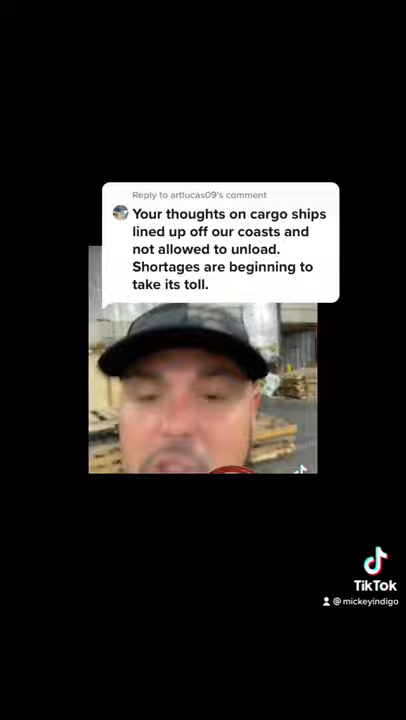 Reply to artlucas09's comment
Your thoughts on cargo ships
lined up off our coasts and
not allowed to unload.
Shortages are beginning to
take its toll.
TikTok
@mickeyindigo